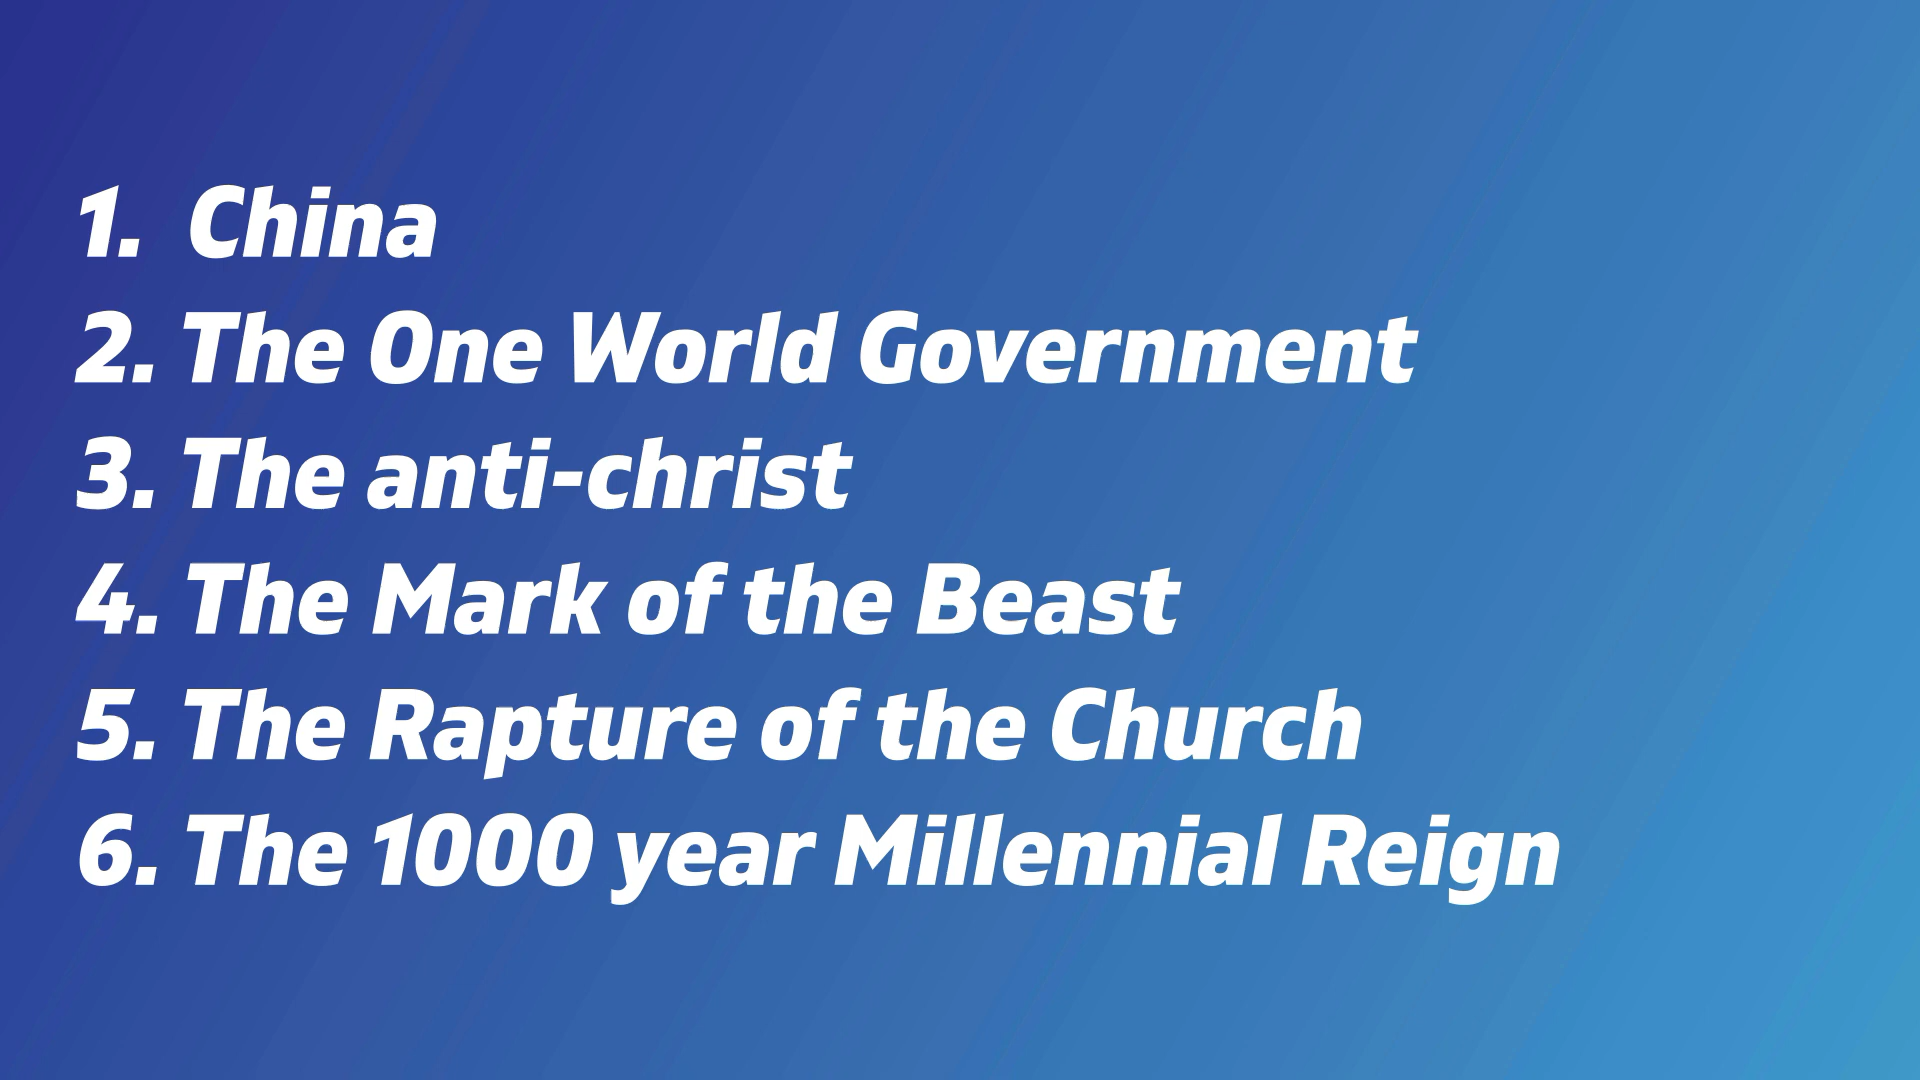 1. China
2. The One World Government
3. The anti-christ
4. The Mark of the Beast
5. The Rapture of the Church
6. The 1000 year Millennial Reign